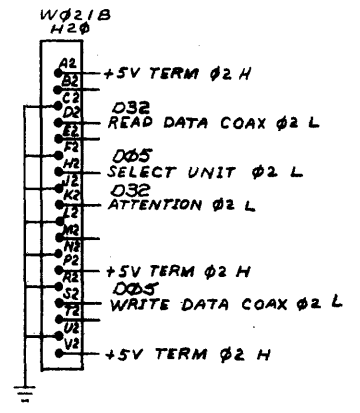 WØ21B
H2Ø
A2
+5V TERM Ø2 H
B2
C2
D32
D2
READ DATA COAX Ø2 L
E2
F2
DØ5
H2
SELECT UNIT Ø2 L
J2
D32
K2
ATTENTION Ø2 L
L2
M2
N2
P2
+5V TERM Ø2 H
R2
DØ5
S2
WRITE DATA COAX Ø2 L
T2
U2
V2
+5V TERM Ø2 H